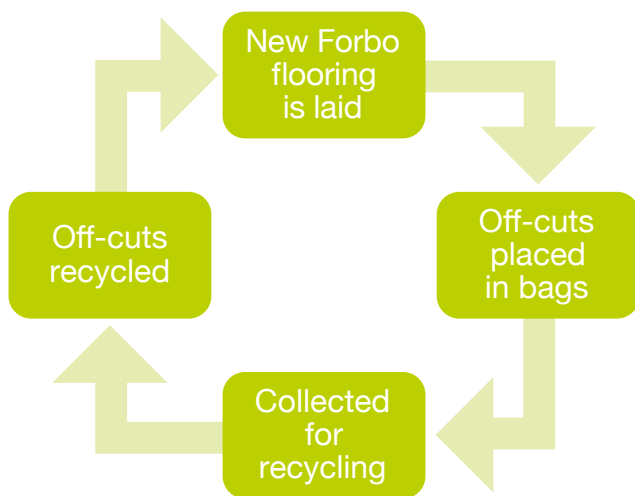 New Forbo
flooring
is laid
Off-cuts
placed
in bags
Collected
for
recycling
Off-cuts
recycled